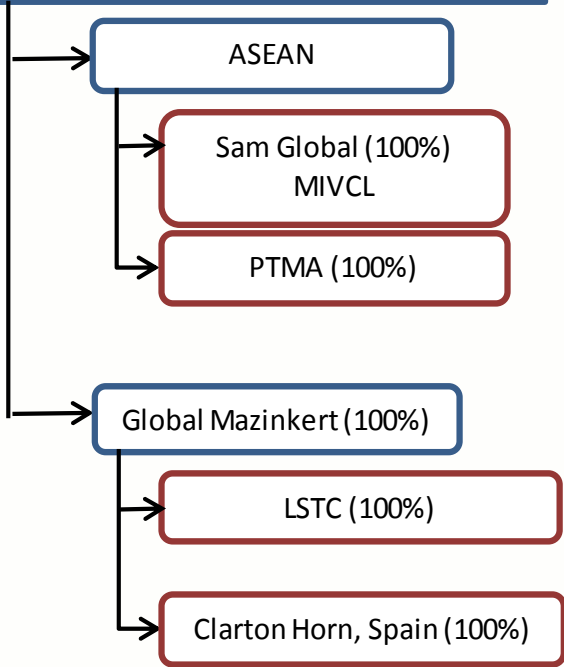 ASEAN
Sam Global (100%)
MIVCL
PTMA (100%)
Global Mazinkert (100%)
LSTC (100%)
Clarton Horn, Spain (100%)